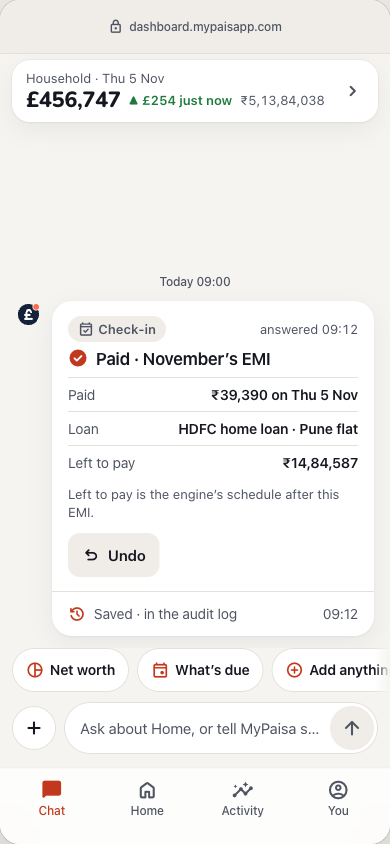 dashboard.mypaisapp.com
Household · Thu 5 Nov
£456,747 ▲ £254 just now ₹5,13,84,038
Today 09:00
£
Check-in answered 09:12
Paid · November's EMI
Paid ₹39,390 on Thu 5 Nov
Loan HDFC home loan · Pune flat
Left to pay ₹14,84,587
Left to pay is the engine's schedule after this
EMI.
Undo
Saved · in the audit log 09:12
Net worth What's due Add anythin
Ask about Home, or tell MyPaisa s...
Chat Home Activity You